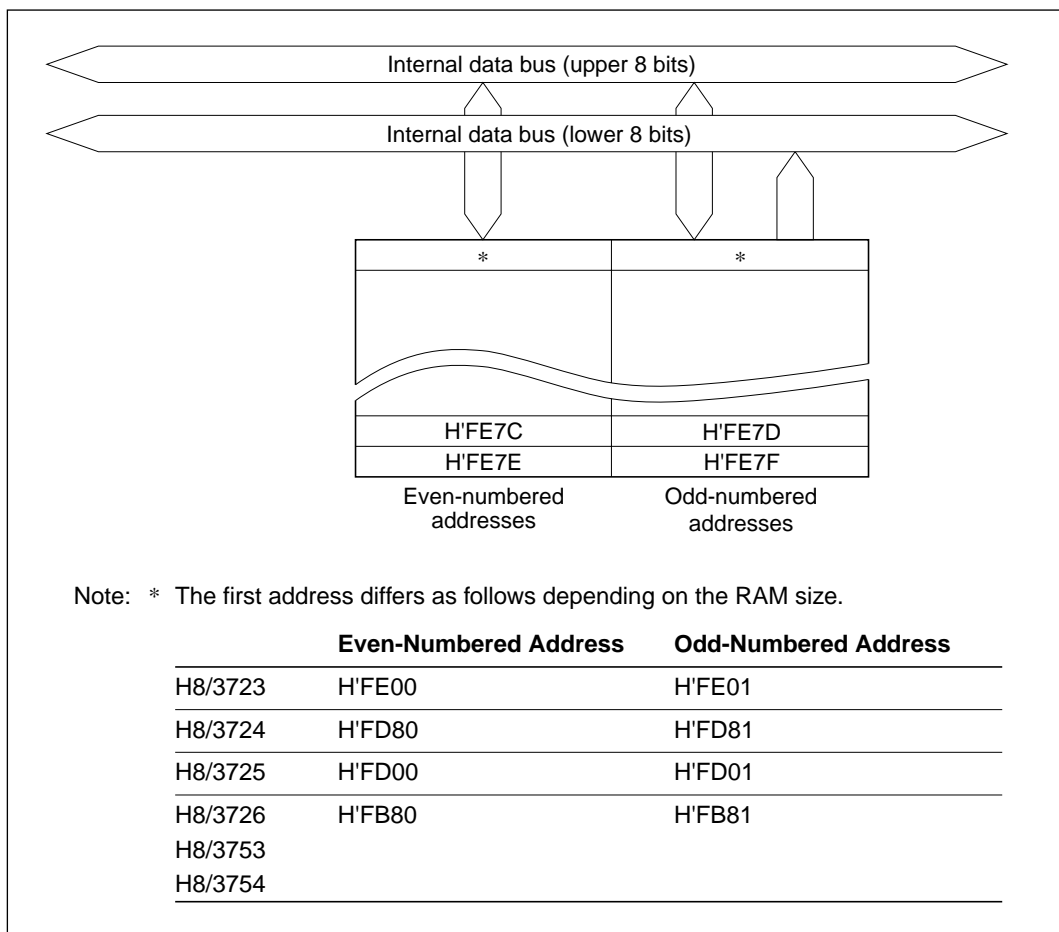 Internal data bus (upper 8 bits)
Internal data bus (lower 8 bits)
* *
H'FE7C H'FE7D
H'FE7E H'FE7F
Even-numbered addresses Odd-numbered addresses
Note: * The first address differs as follows depending on the RAM size.
Even-Numbered Address Odd-Numbered Address
H8/3723 H'FE00 H'FE01
H8/3724 H'FD80 H'FD81
H8/3725 H'FD00 H'FD01
H8/3726 H'FB80 H'FB81
H8/3753
H8/3754